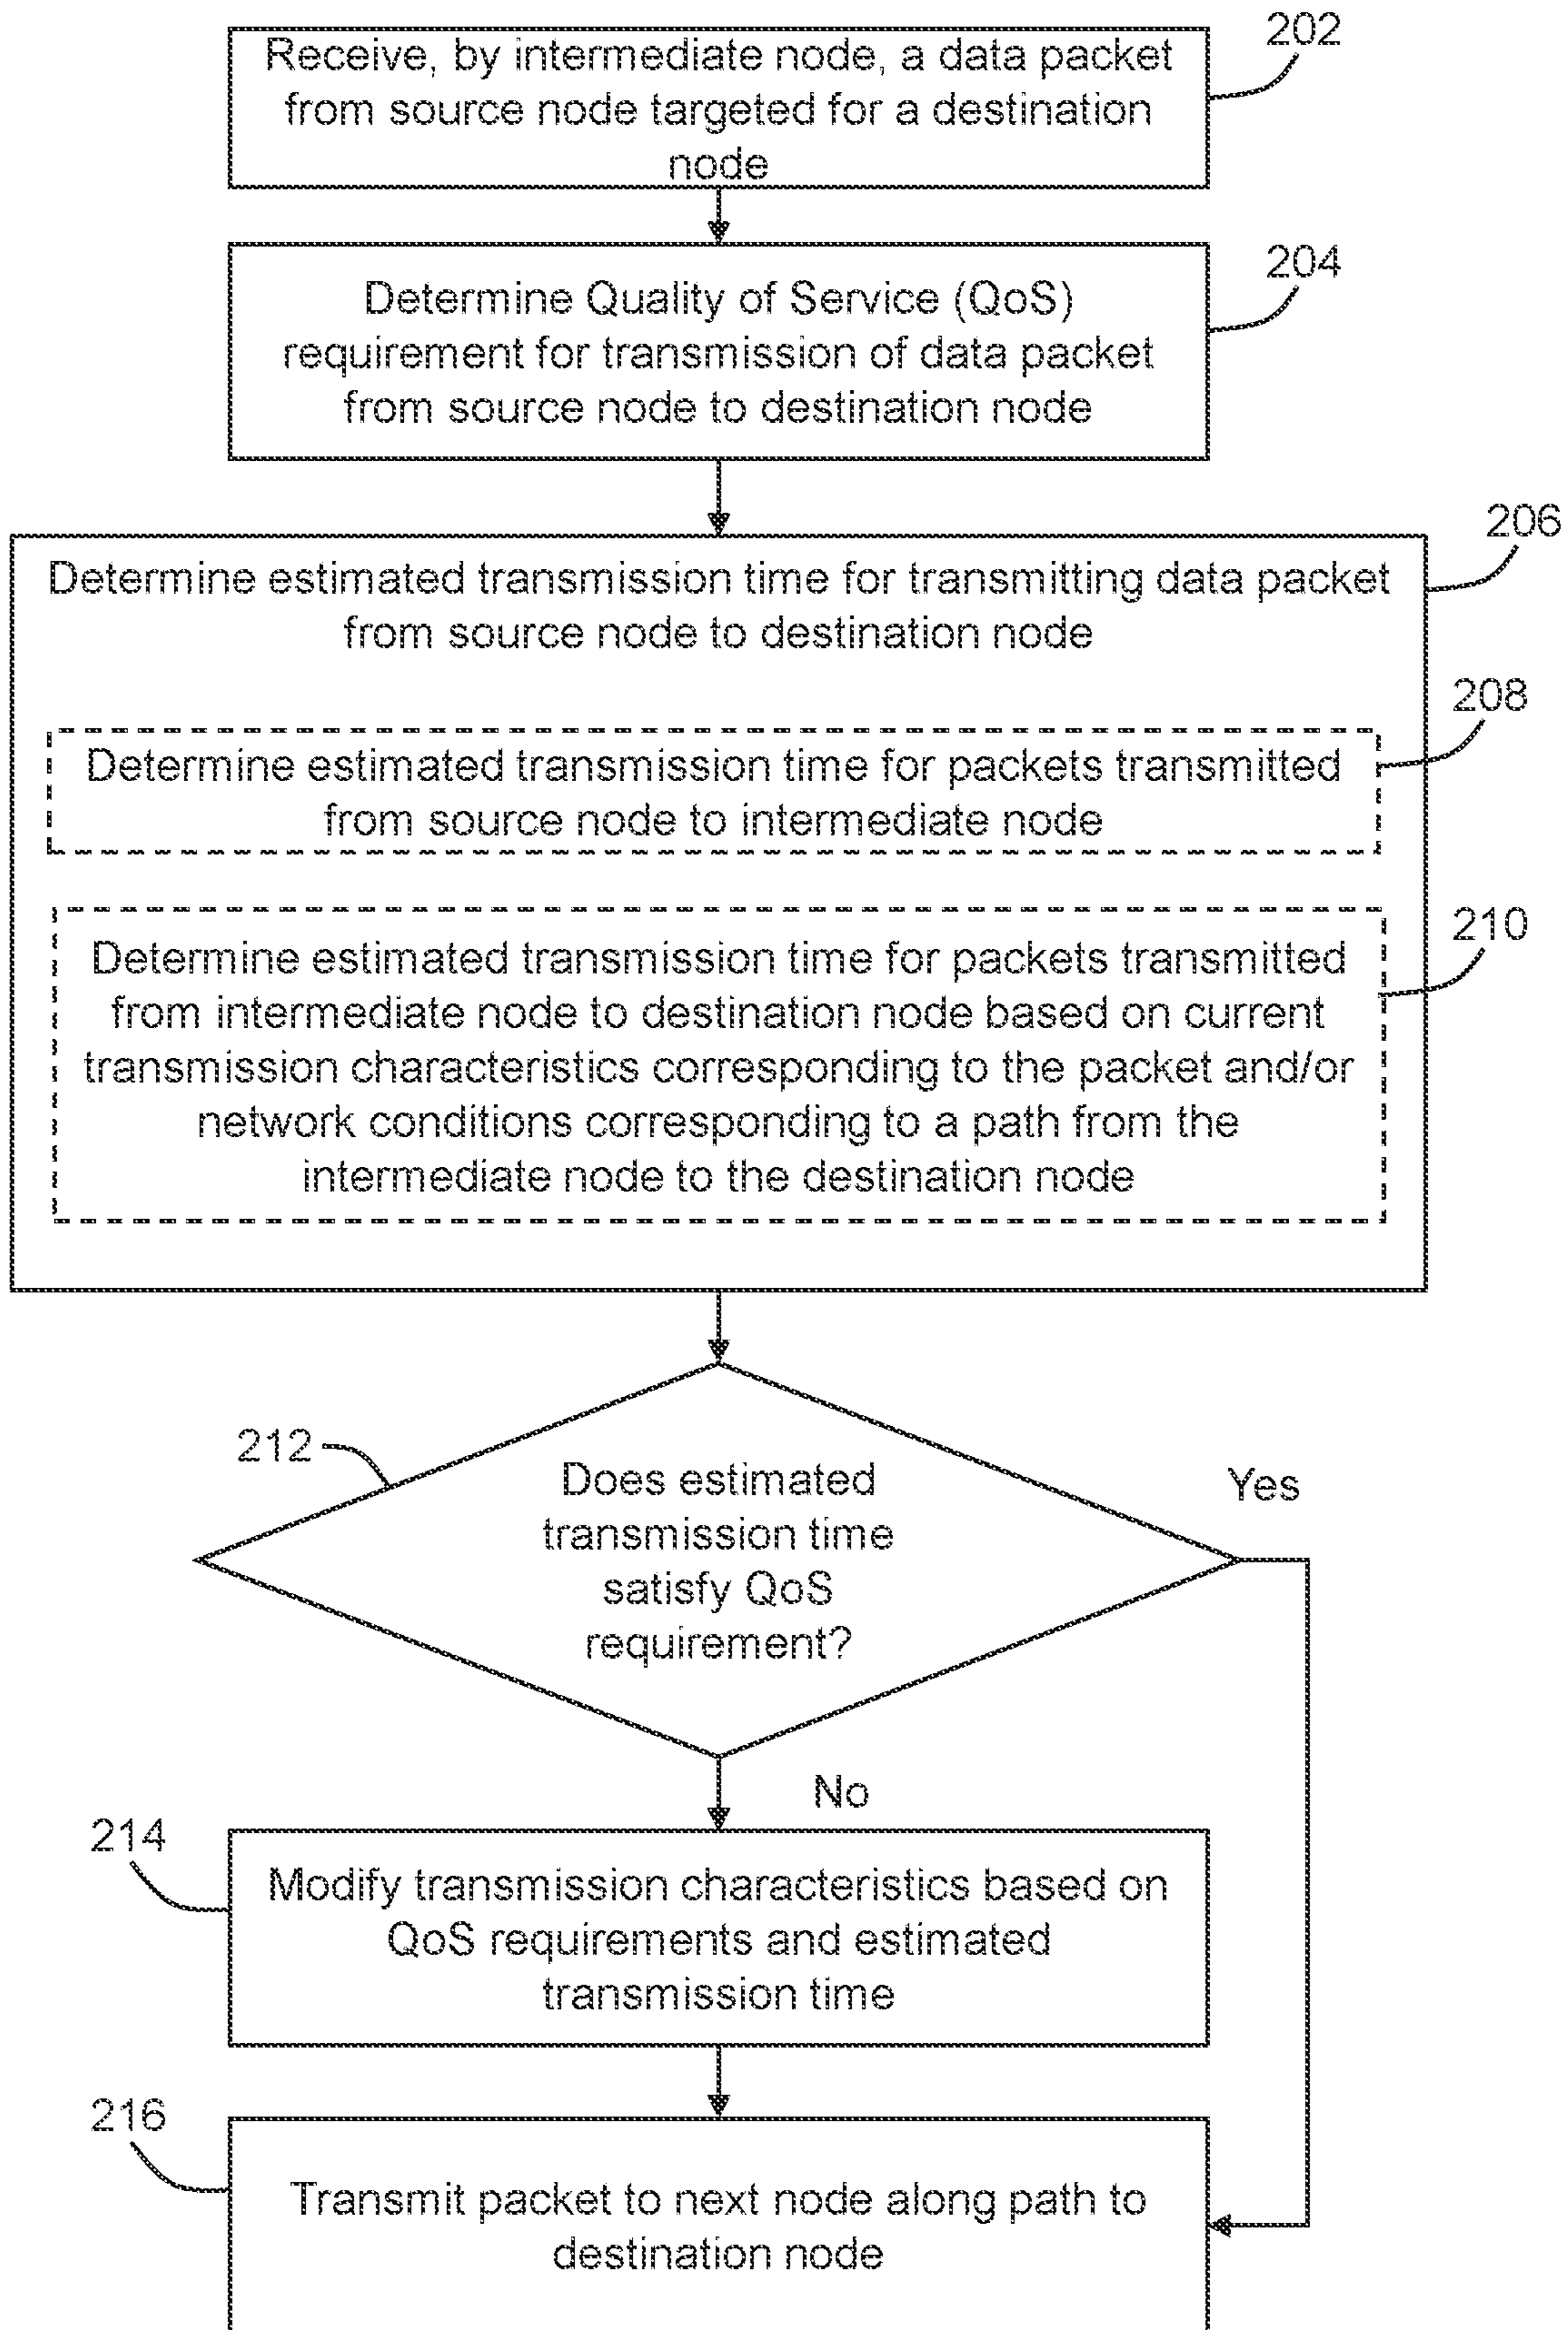 202
Receive, by intermediate node, a data packet
from source node targeted for a destination
node
204
Determine Quality of Service (QoS)
requirement for transmission of data packet
from source node to destination node
206
Determine estimated transmission time for transmitting data packet
from source node to destination node
208
Determine estimated transmission time for packets transmitted
from source node to intermediate node
210
Determine estimated transmission time for packets transmitted
from intermediate node to destination node based on current
transmission characteristics corresponding to the packet and/or
network conditions corresponding to a path from the
intermediate node to the destination node
212
Does estimated
transmission time
satisfy QoS
requirement?
Yes
No
214
Modify transmission characteristics based on
QoS requirements and estimated
transmission time
216
Transmit packet to next node along path to
destination node